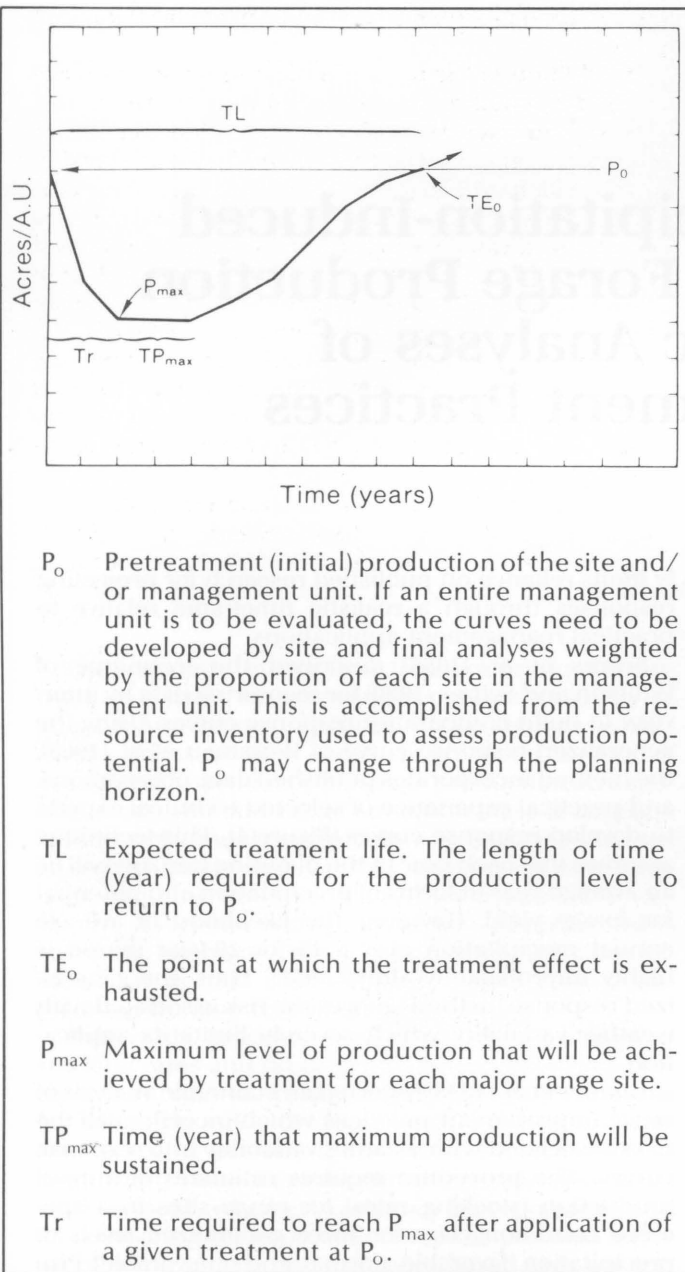 TL
P₀
TE₀
Acres/A.U.
Pmax
Tr TPmax
Time (years)
Po Pretreatment (initial) production of the site and/
or management unit. If an entire management
unit is to be evaluated, the curves need to be
developed by site and final analyses weighted
by the proportion of each site in the manage-
ment unit. This is accomplished from the re-
source inventory used to assess production po-
tential. Po may change through the planning
horizon.
TL Expected treatment life. The length of time
(year) required for the production level to
return to Po.
TEo The point at which the treatment effect is ex-
hausted.
Pmax Maximum level of production that will be ach-
ieved by treatment for each major range site.
TPmax Time (year) that maximum production will be
sustained.
Tr Time required to reach Pmax after application of
a given treatment at Po.